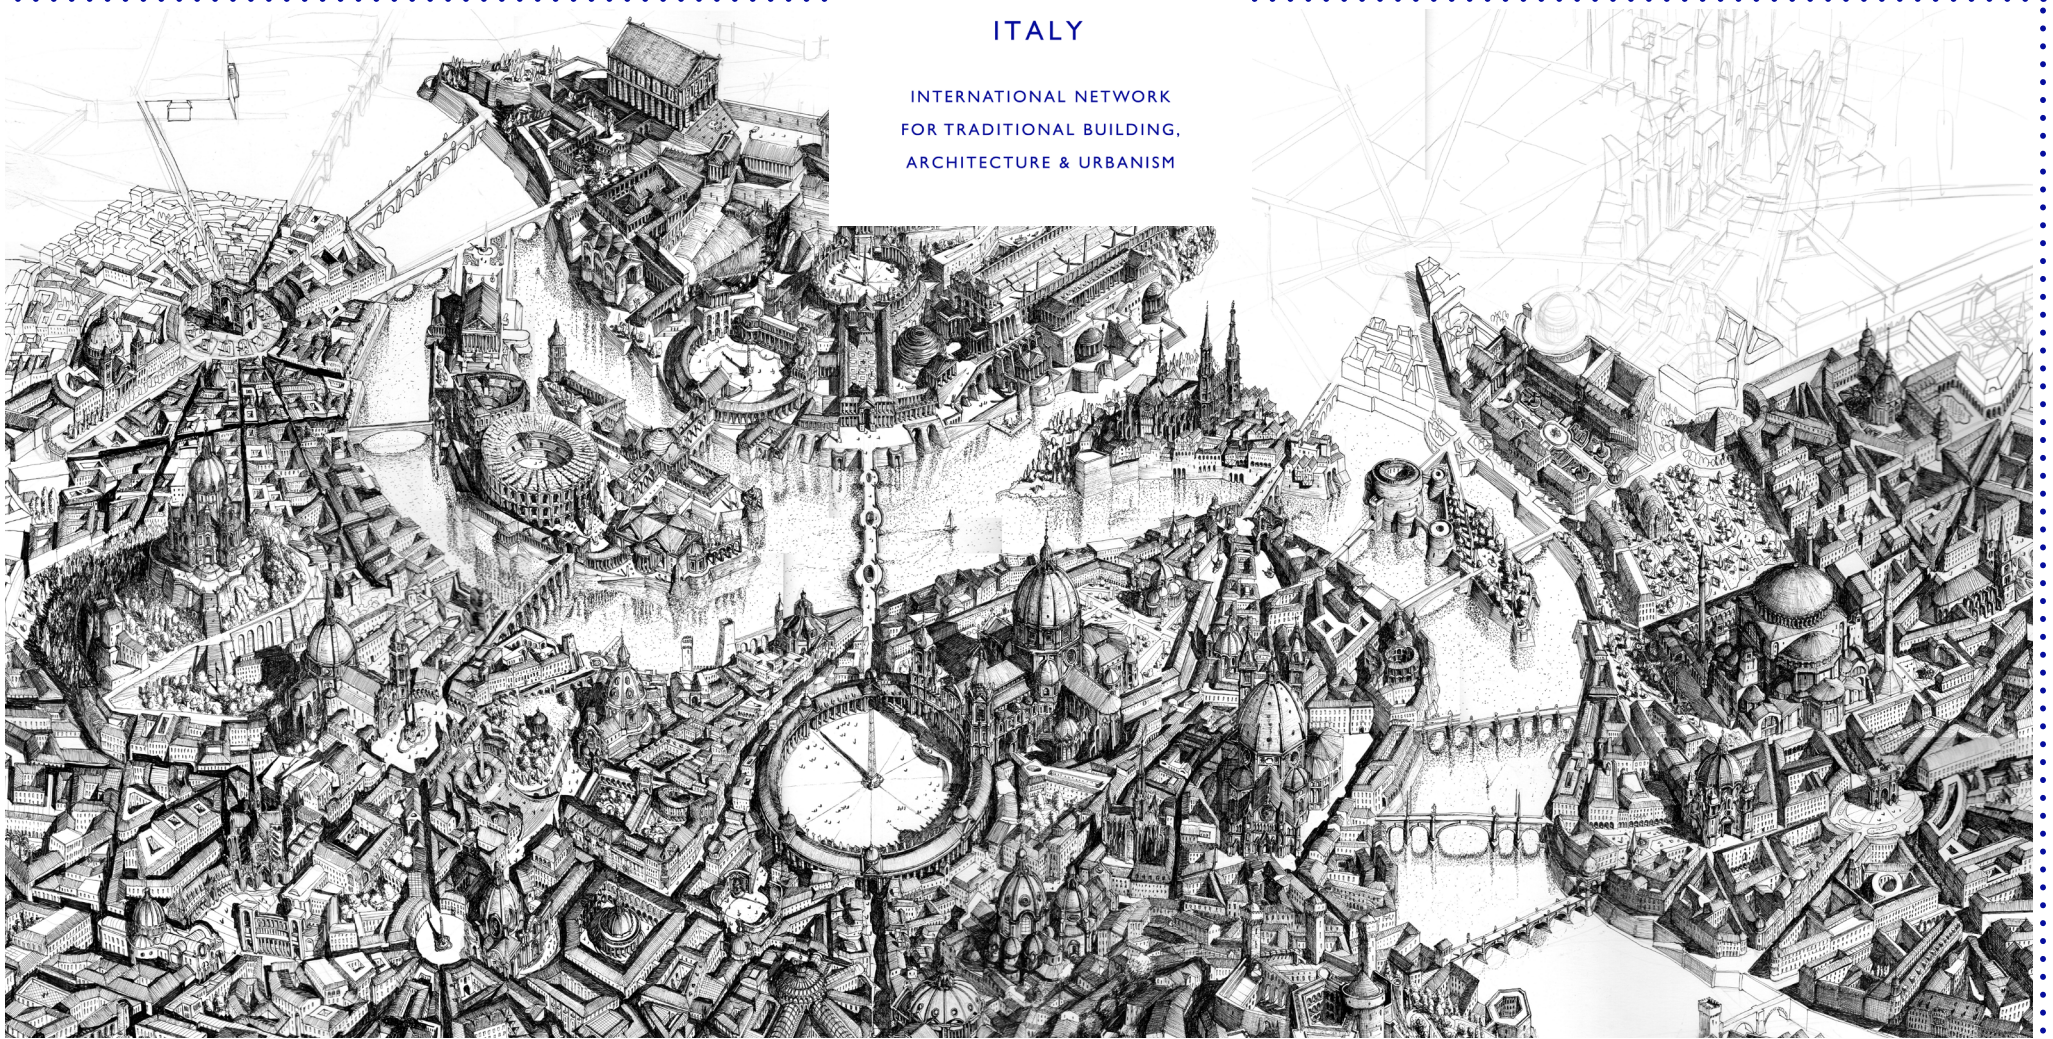 ITALY
INTERNATIONAL NETWORK
FOR TRADITIONAL BUILDING,
ARCHITECTURE & URBANISM